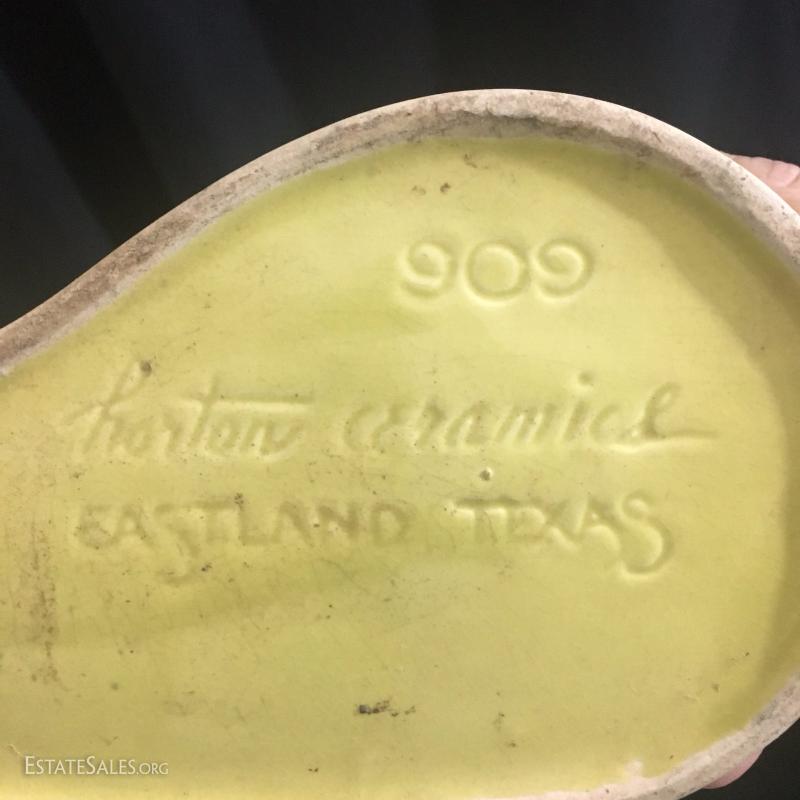 909
horton ceramics
EASTLAND TEXAS
ESTATESALES.ORG